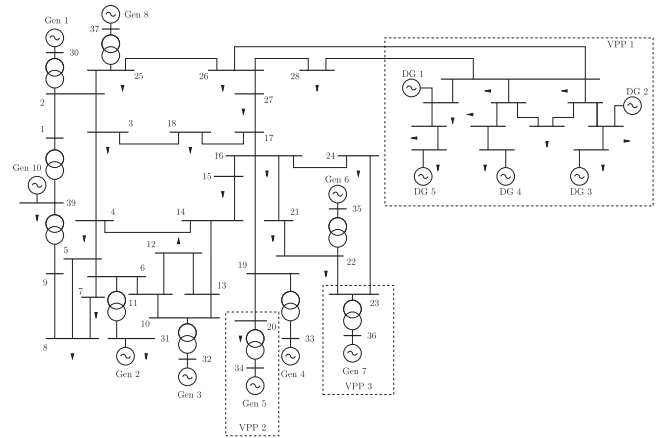 Gen 1
Gen 8
37
30
VPP 1
25
26
28
DG 1
DG 2
2
27
3
18
17
1
16
24
15
Gen 10
Gen 6
DG 5
DG 4
DG 3
39
35
4
14
21
12
5
6
19
22
9
7
11
13
23
10
20
8
31
33
36
32
34
Gen 2
Gen 3
Gen 4
Gen 7
VPP 3
Gen 5
VPP 2